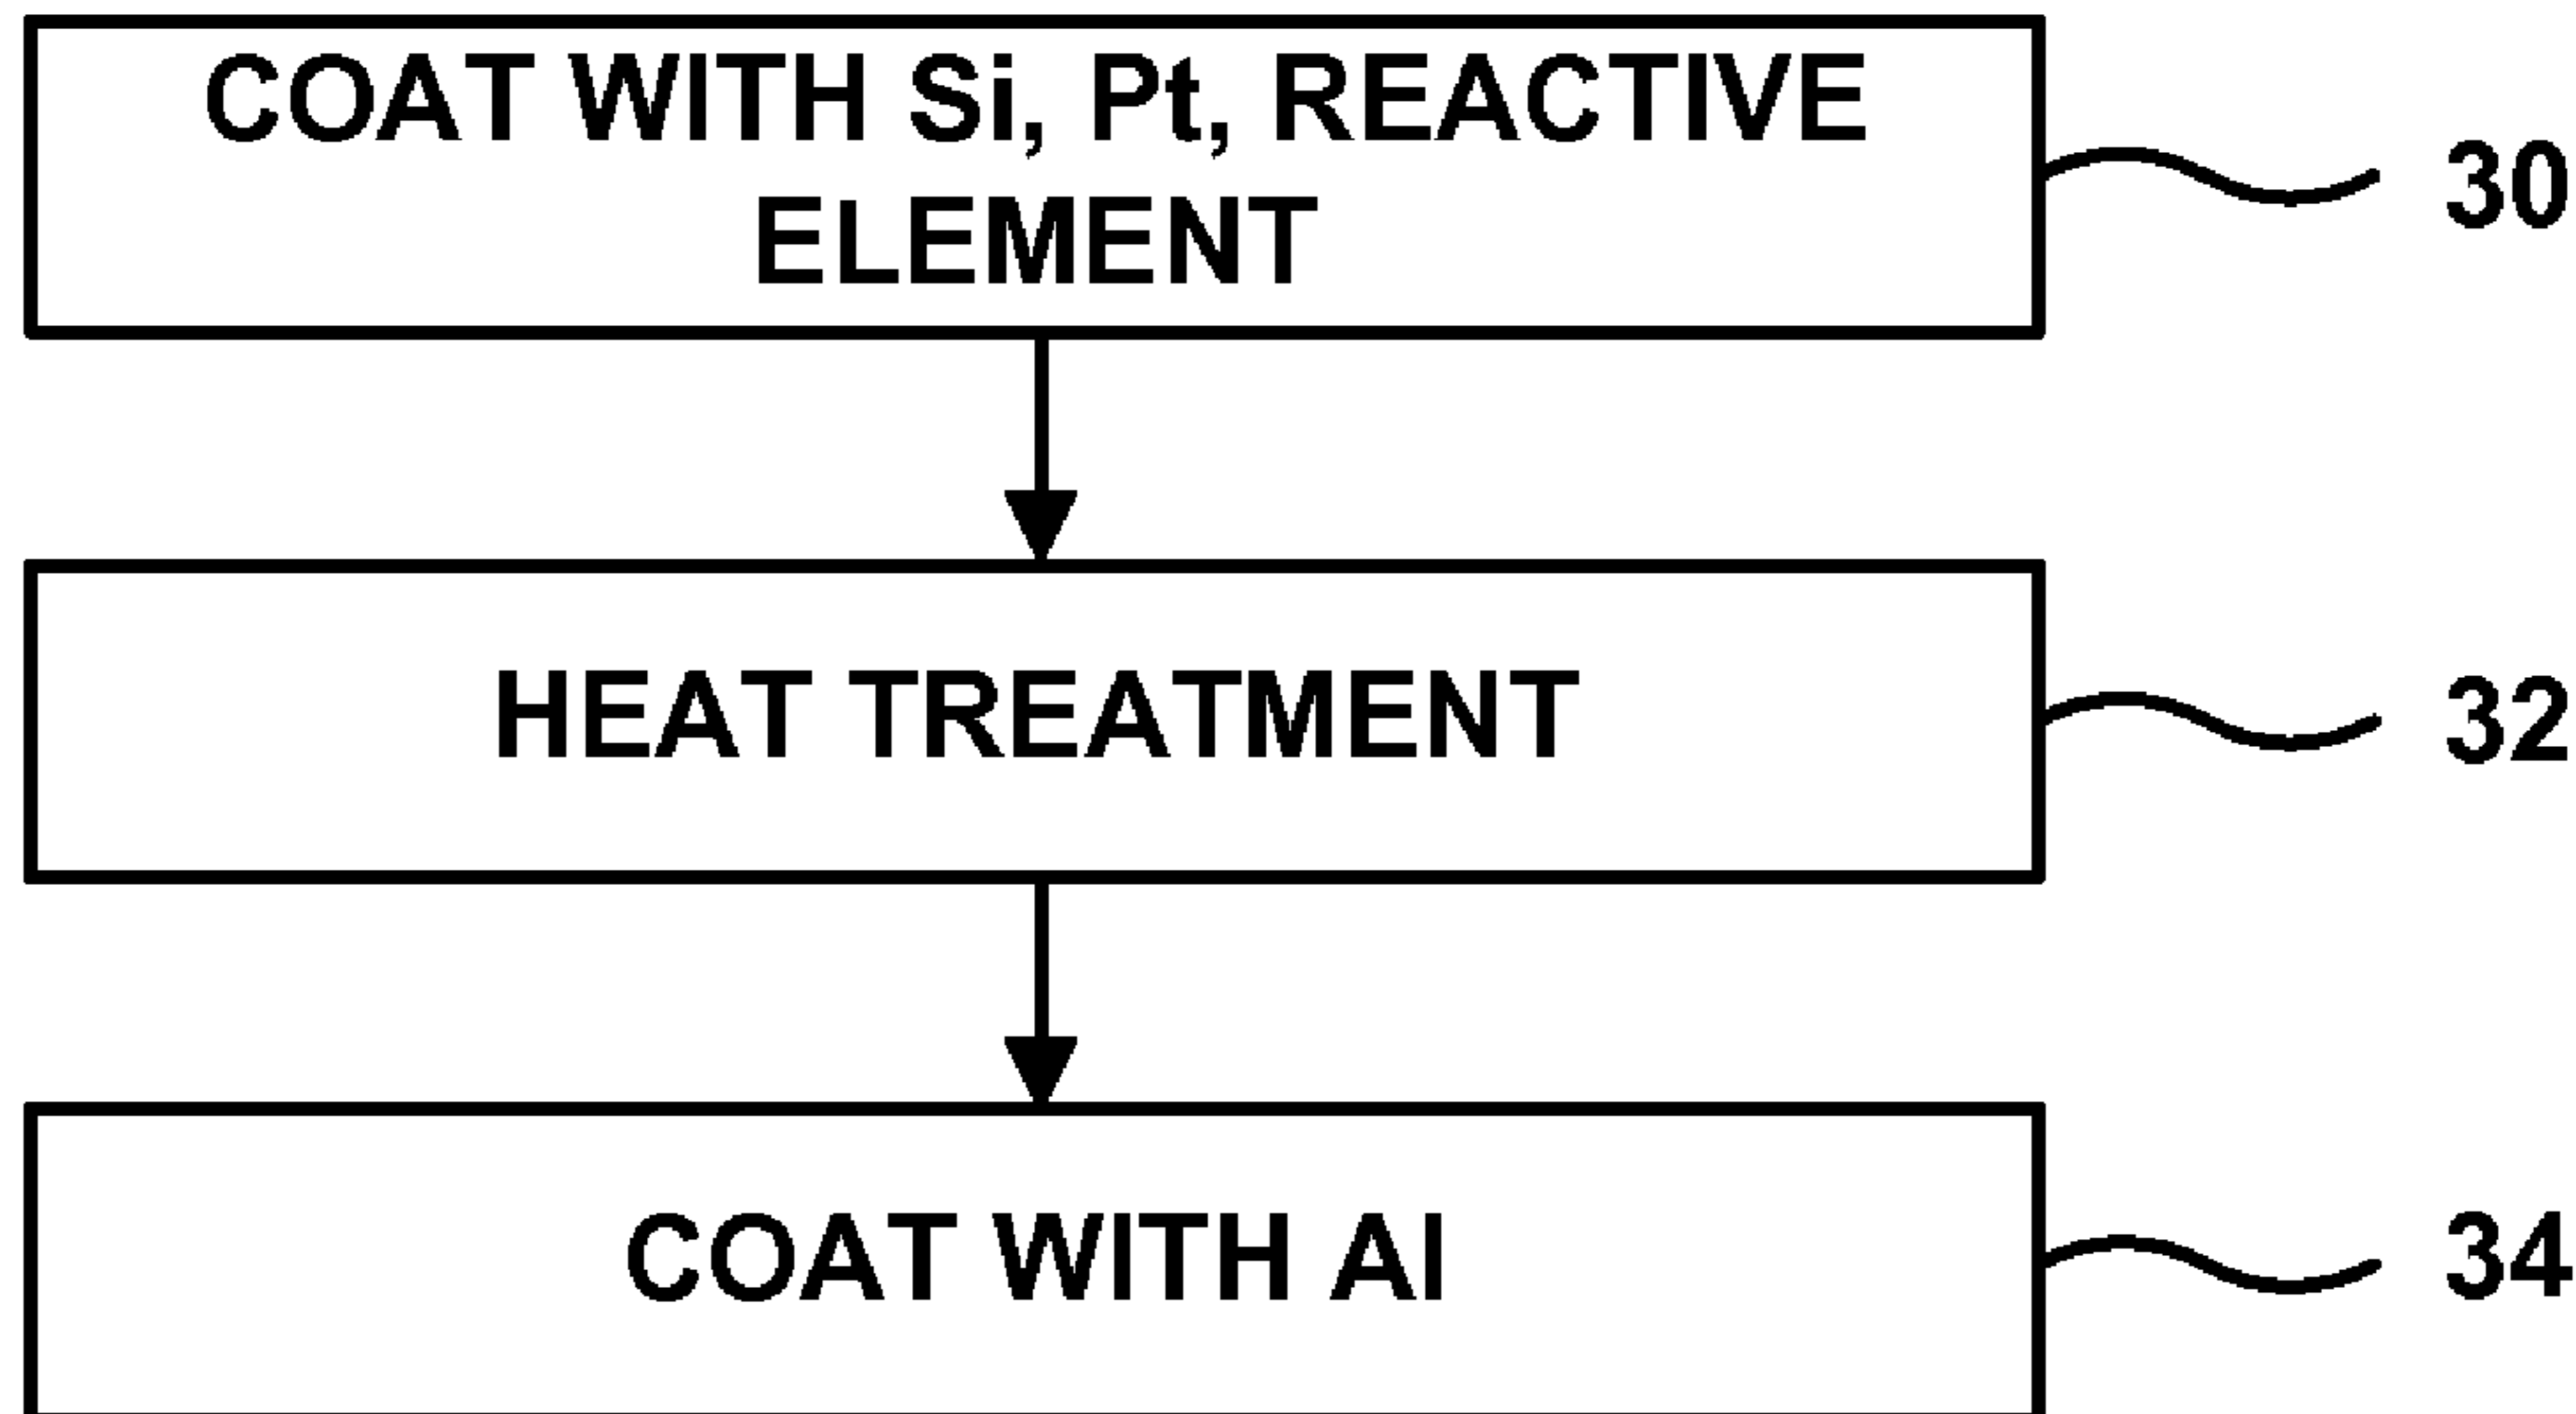 COAT WITH Si, Pt, REACTIVE
ELEMENT
30
HEAT TREATMENT
32
COAT WITH Al
34